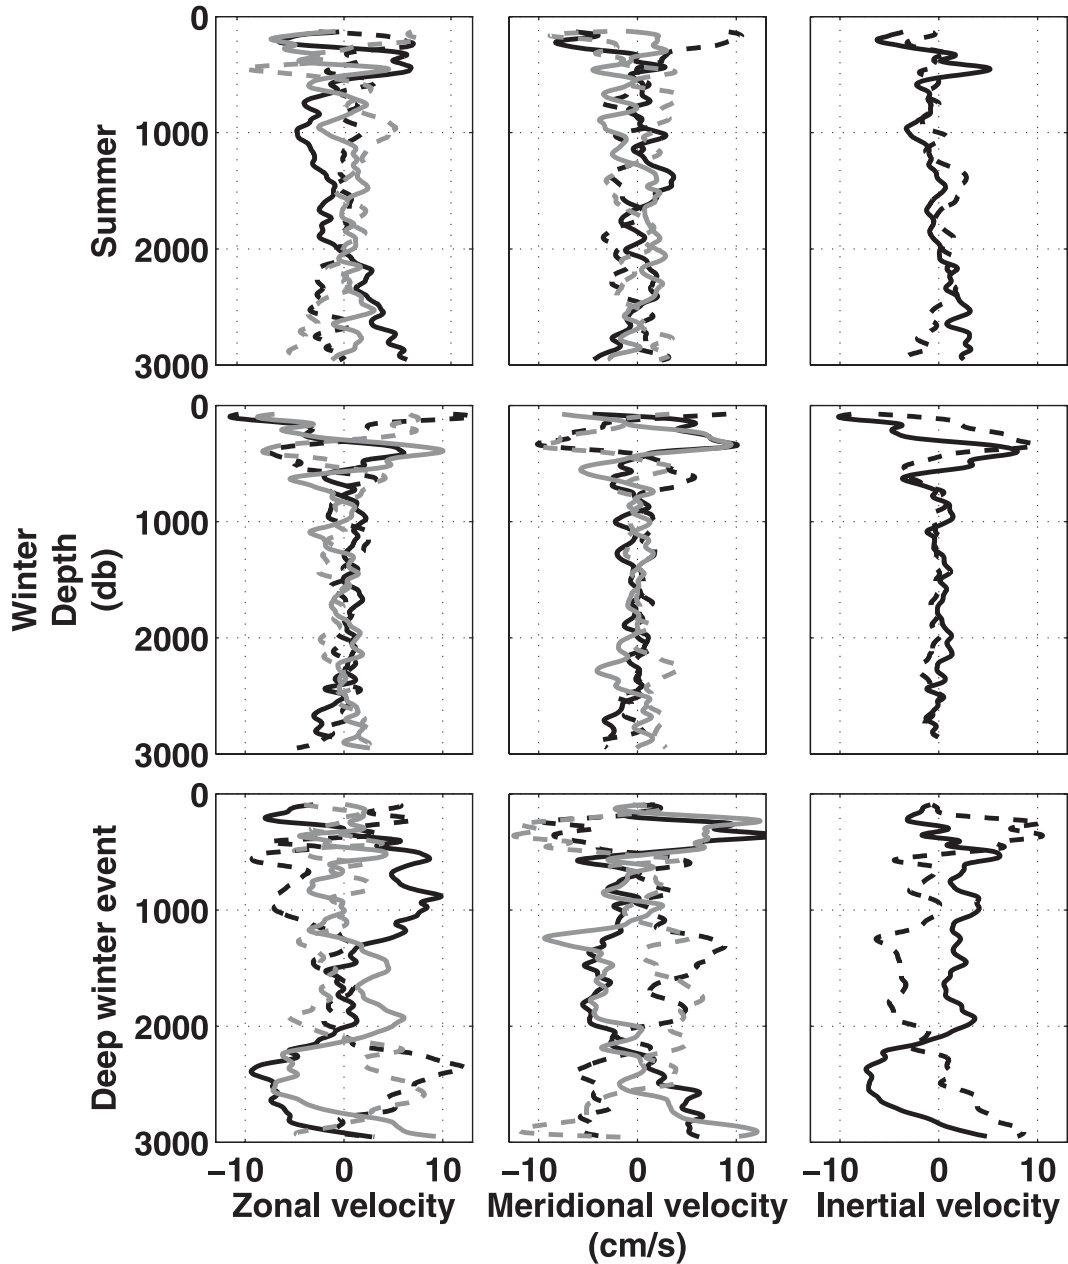 0
1000
2000
3000
Summer
0
1000
2000
3000
Winter
Depth
(db)
0
1000
2000
3000
Deep winter event
−10 0 10 −10 0 10 −10 0 10
Zonal velocity Meridional velocity Inertial velocity
(cm/s)